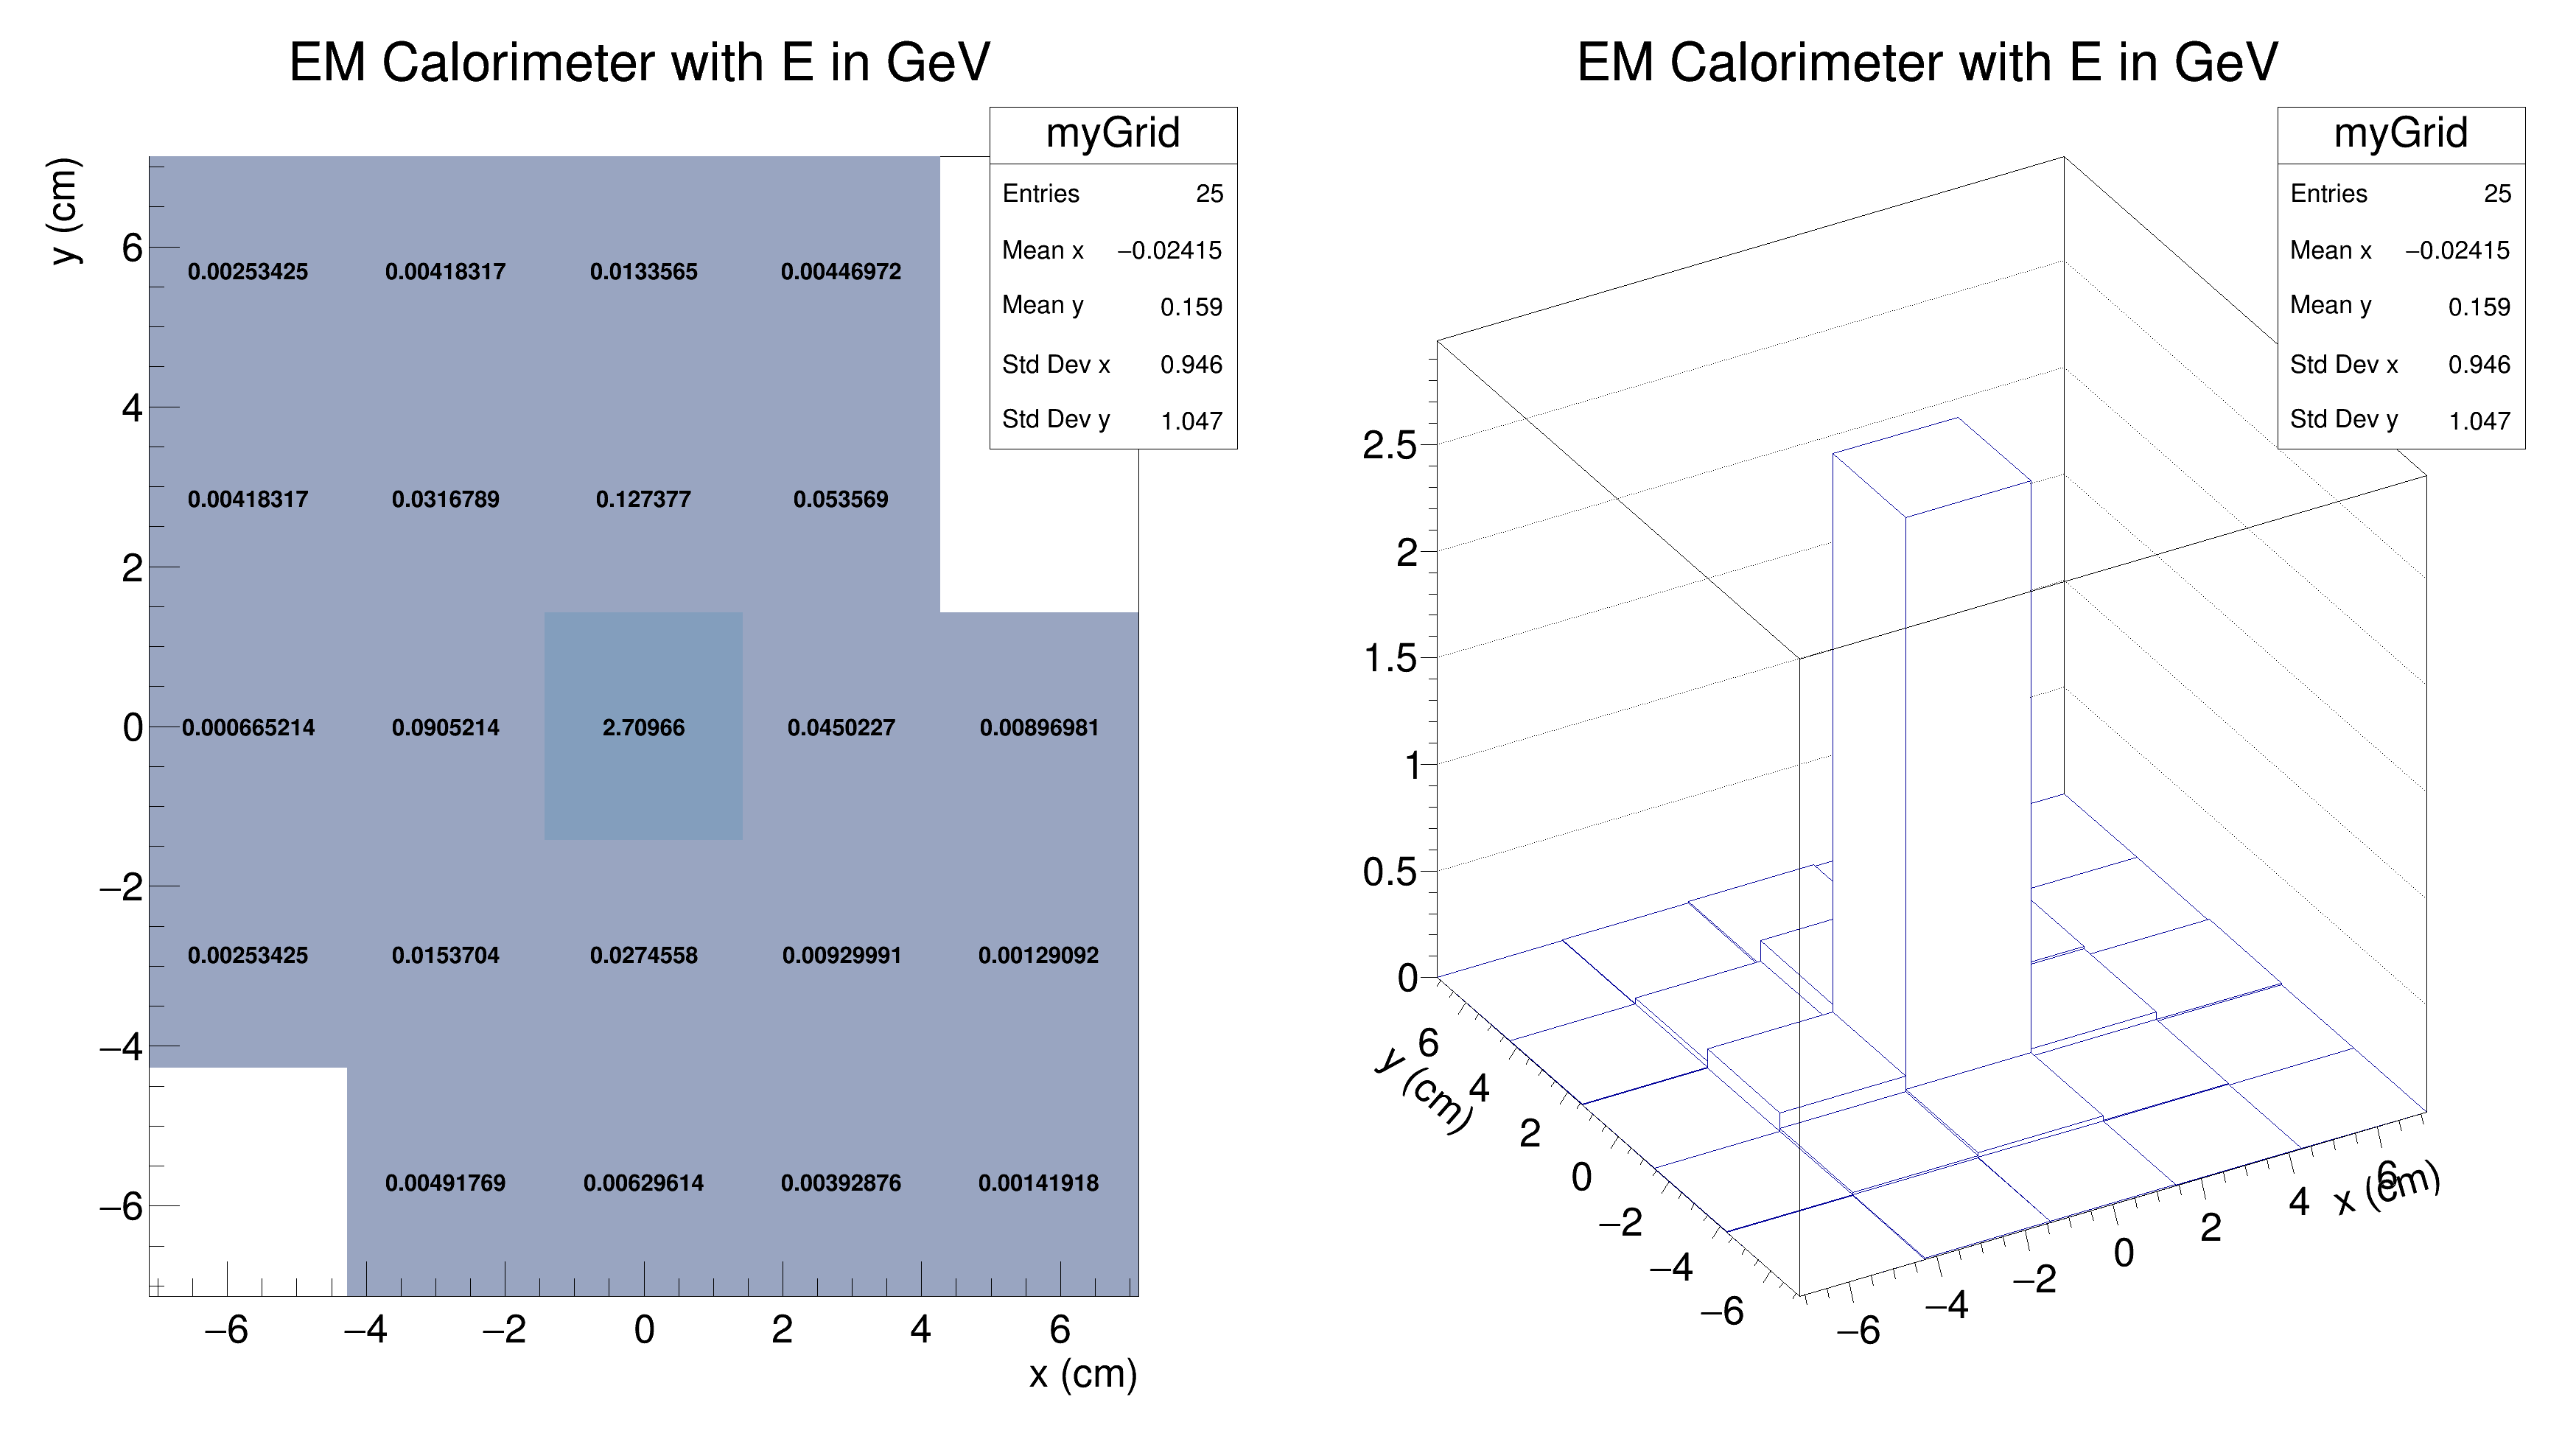 EM Calorimeter with E in GeV
myGrid
Entries 25
Mean x −0.02415
Mean y 0.159
Std Dev x 0.946
Std Dev y 1.047
y (cm)
6
4
2
0
−2
−4
−6
0.00253425 0.00418317 0.0133565 0.00446972
0.00418317 0.0316789 0.127377 0.053569
0.000665214 0.0905214 2.70966 0.0450227 0.00896981
0.00253425 0.0153704 0.0274558 0.00929991 0.00129092
0.00491769 0.00629614 0.00392876 0.00141918
−6 −4 −2 0 2 4 6
x (cm)
EM Calorimeter with E in GeV
myGrid
Entries 25
Mean x −0.02415
Mean y 0.159
Std Dev x 0.946
Std Dev y 1.047
2.5
2
1.5
1
0.5
0
6
4
2
0
−2
−4
−6
y (cm)
−6 −4 −2 0 2 4 6
x (cm)